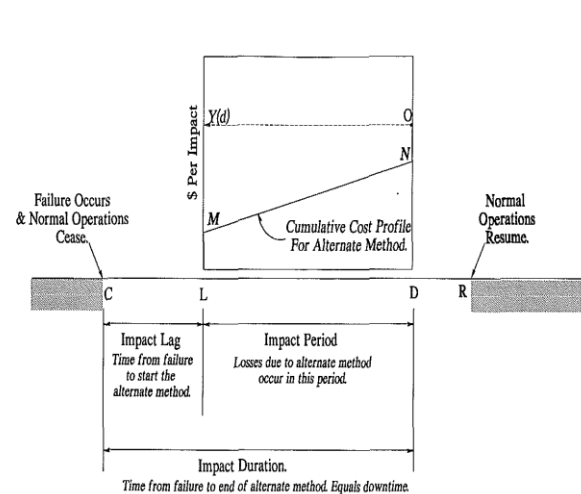 $ Per Impact
Y(d)
O
N
M
Cumulative Cost Profile
For Alternate Method.
Failure Occurs
& Normal Operations
Cease.
Normal
Operations
Resume.
C
L
D
R
Impact Lag
Time from failure
to start the
alternate method.
Impact Period
Losses due to alternate method
occur in this period.
Impact Duration.
Time from failure to end of alternate method. Equals downtime.